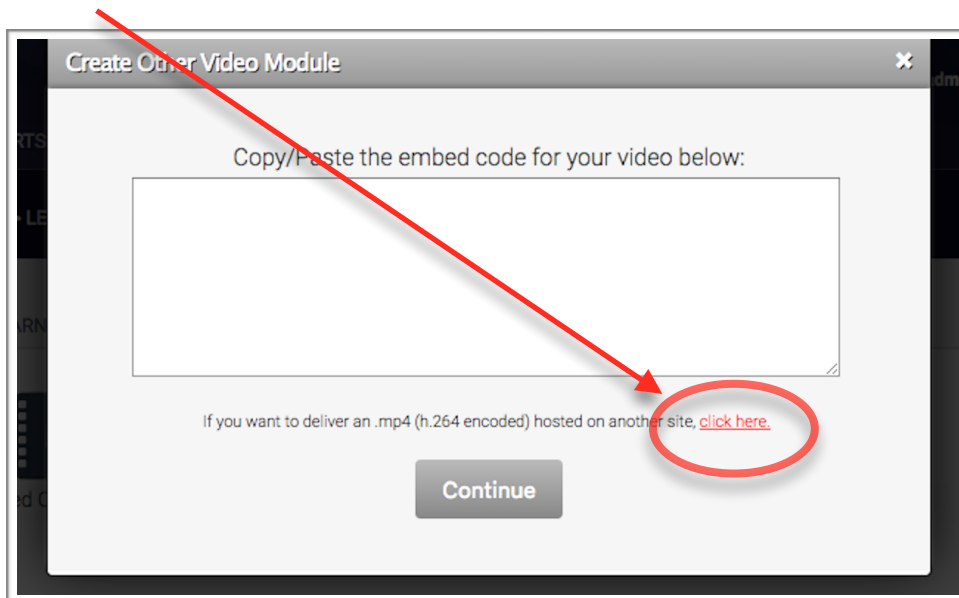 Create Other Video Module
Copy/Paste the embed code for your video below:
If you want to deliver an .mp4 (h.264 encoded) hosted on another site, click here.
Continue